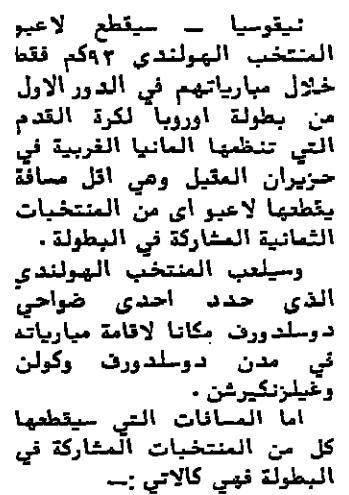 نيقوسيا — سيقطع لاعبو
المنتخب الهولندي ٩٣كم فقط
خلال مبارياتهم في الدور الاول
من بطولة اوروبا لكرة القدم
التي تنظمها المانيا الغربية في
حزيران المقبل وهي اقل مسافة
يقطعها لاعبو اى من المنتخبات
الثمانية المشاركة في البطولة .
وسيلعب المنتخب الهولندي
الذى حدد احدى ضواحي
دوسلدورف مكانا لاقامة مبارياته
في مدن دوسلدورف وكولن
وغيلزنكيرشن .
اما المسافات التي سيقطعها
كل من المنتخبات المشاركة في
البطولة فهي كالاتي :—